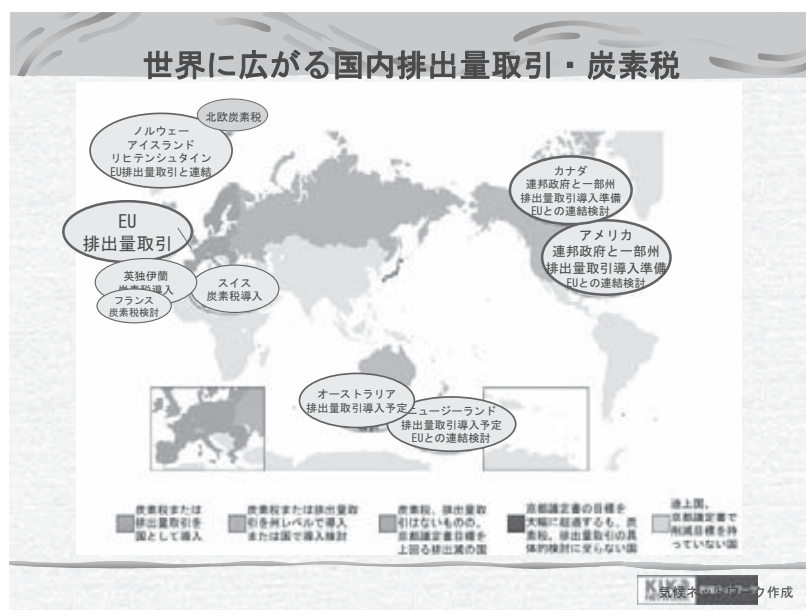 世界に広がる国内排出量取引・炭素税
北欧炭素税
ノルウェー
アイスランド
リヒテンシュタイン
EU排出量取引と連結
カナダ
連邦政府と一部州
排出量取引導入準備
EUとの連結検討
EU
排出量取引
アメリカ
連邦政府と一部州
排出量取引導入準備
EUとの連結検討
英独伊蘭
炭素税導入
スイス
炭素税導入
フランス
炭素税検討
オーストラリア
排出量取引導入予定
ニュージーランド
排出量取引導入予定
EUとの連結検討
炭素税または
排出量取引を
国として導入
炭素税または排出量取
引を州レベルで導入
または国で導入検討
炭素税、排出量取
引はないものの、
京都議定書目標を
上回る排出減の国
京都議定書の目標を
大幅に超過するも、炭
素税、排出量取引の具
体的検討に至らない国
途上国、
京都議定書で
削減目標を持
っていない国
気候ネットワーク作成